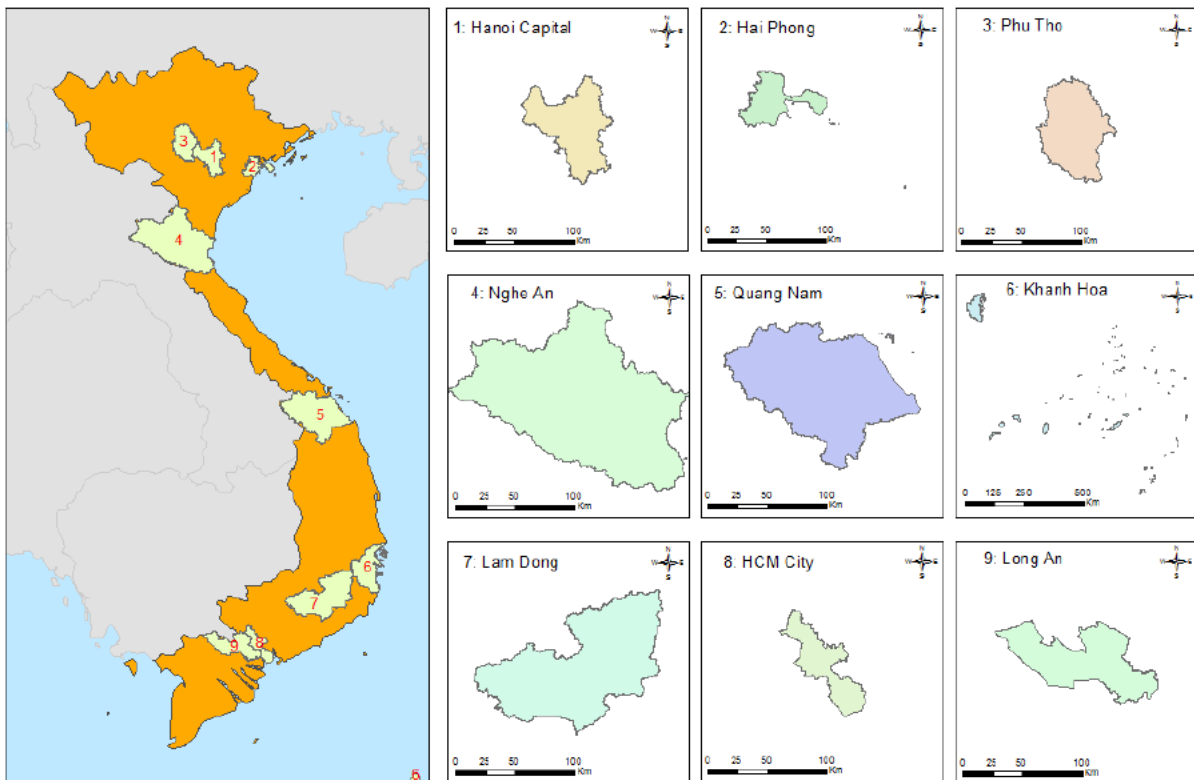 3
1
2
4
5
6
7
9
8
1: Hanoi Capital
N
W E
S
0 25 50 100
Km
2: Hai Phong
N
W E
S
0 25 50 100
Km
3: Phu Tho
N
W E
S
0 25 50 100
Km
4: Nghe An
N
W E
S
0 25 50 100
Km
5: Quang Nam
N
W E
S
0 25 50 100
Km
6: Khanh Hoa
N
W E
S
0 125 250 500
Km
7: Lam Dong
N
W E
S
0 25 50 100
Km
8: HCM City
N
W E
S
0 25 50 100
Km
9: Long An
N
W E
S
0 25 50 100
Km